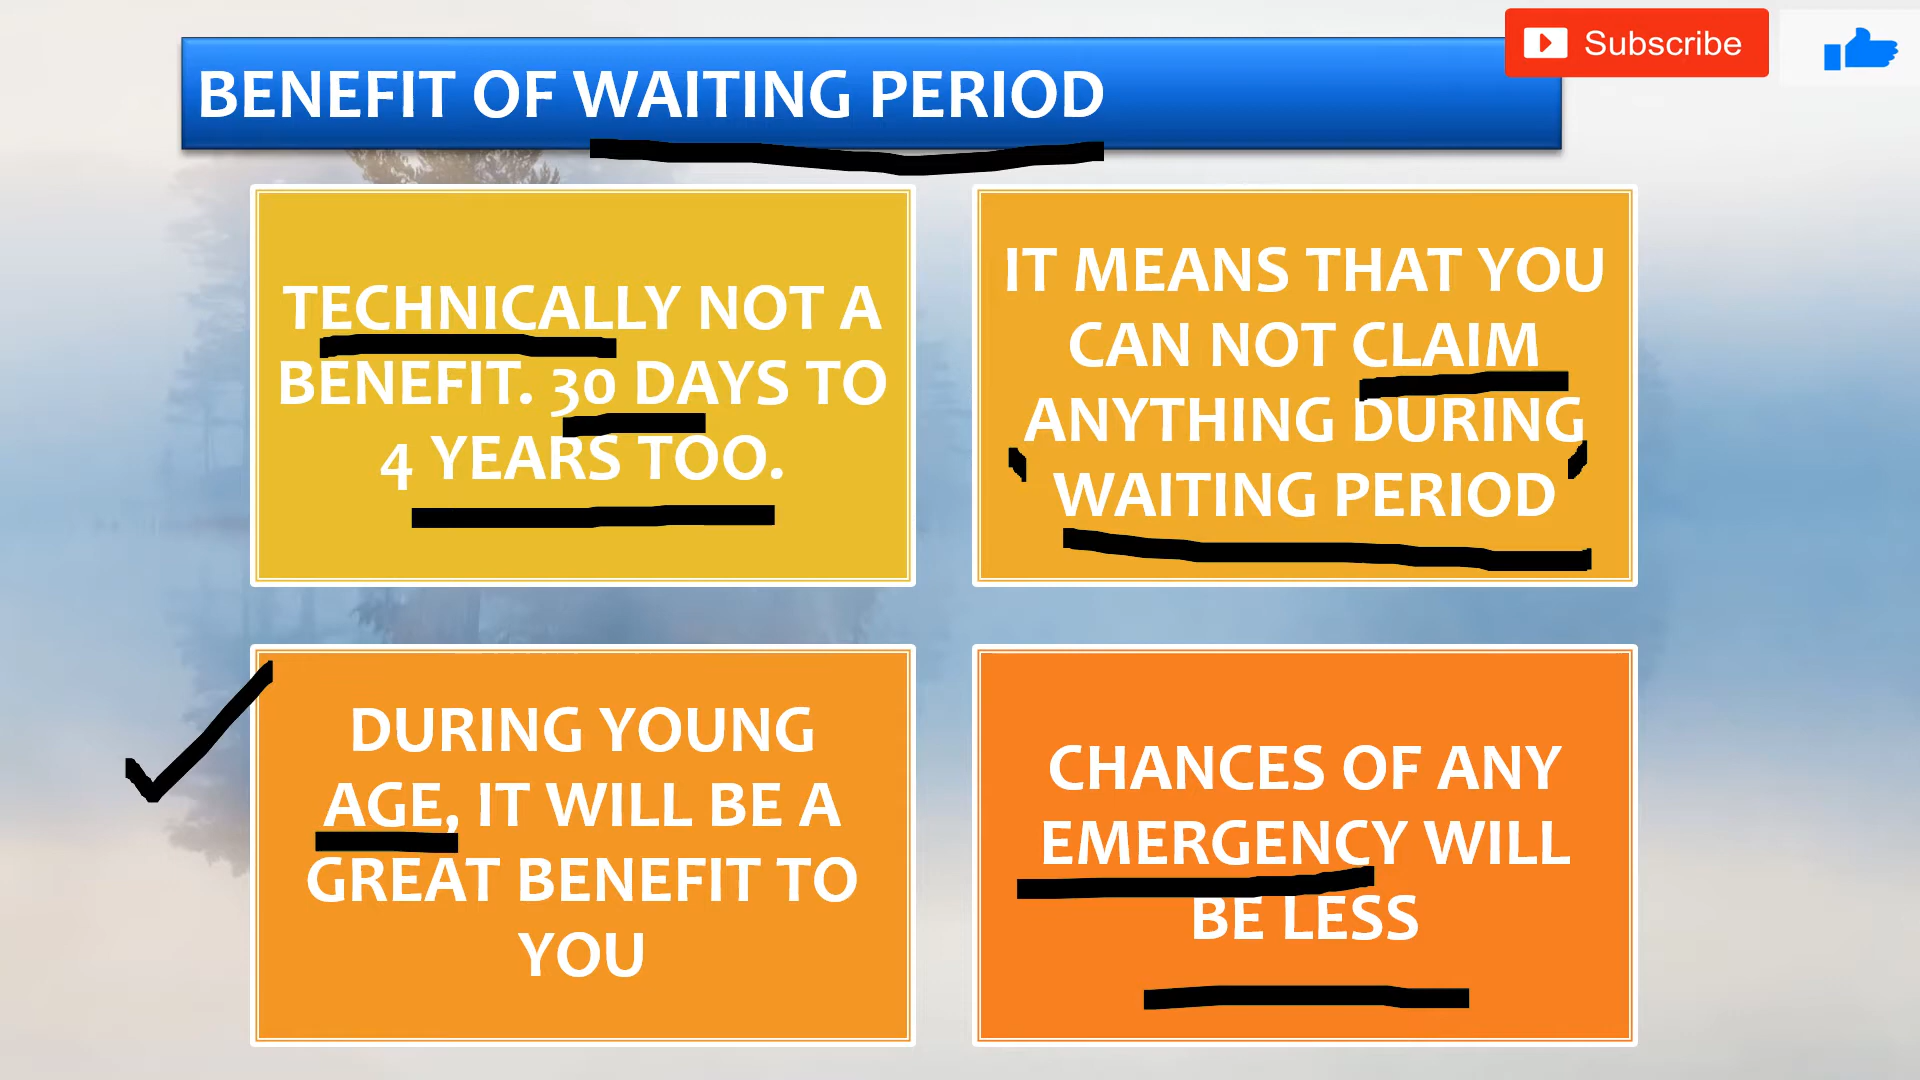 BENEFIT OF WAITING PERIOD
Subscribe
TECHNICALLY NOT A
BENEFIT. 30 DAYS TO
4 YEARS TOO.
IT MEANS THAT YOU
CAN NOT CLAIM
ANYTHING DURING
WAITING PERIOD
DURING YOUNG
AGE, IT WILL BE A
GREAT BENEFIT TO
YOU
CHANCES OF ANY
EMERGENCY WILL
BE LESS